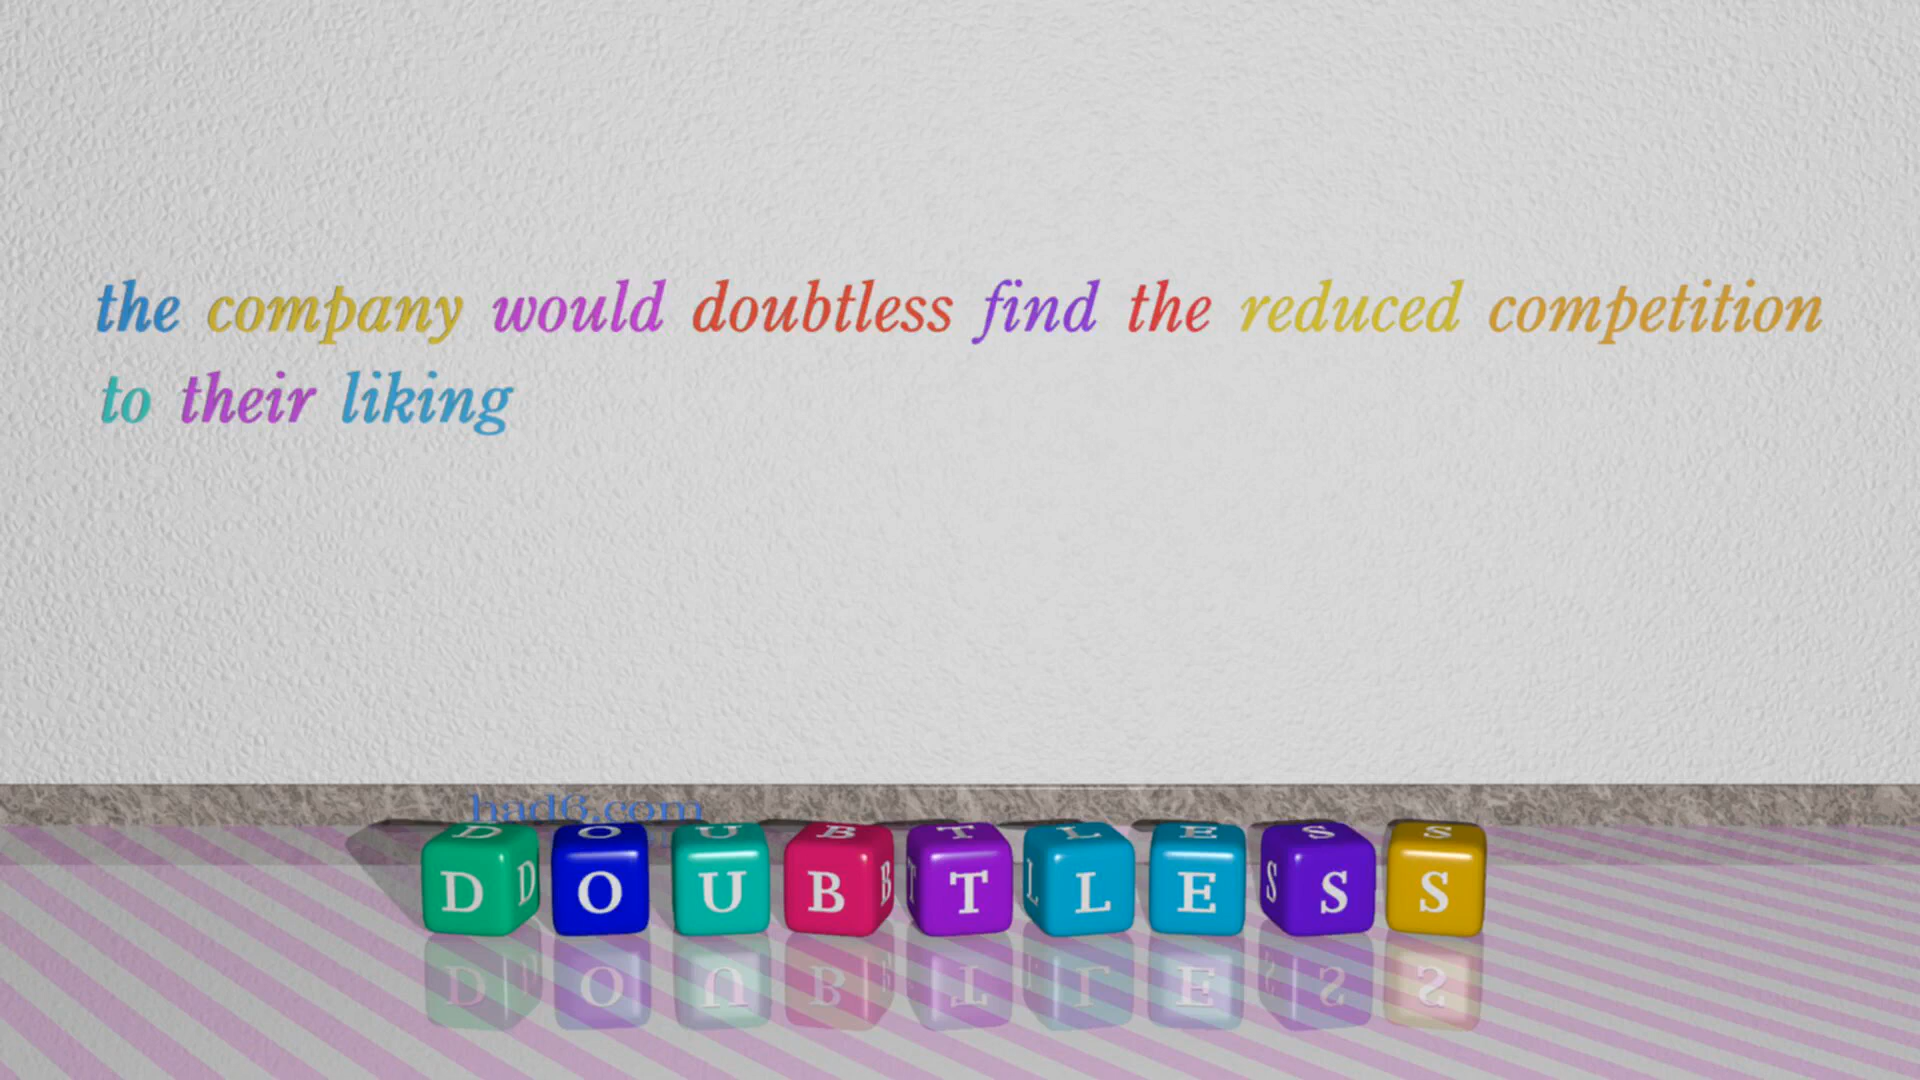 the company would doubtless find the reduced competition
to their liking
had6.com
DOUBTLESS